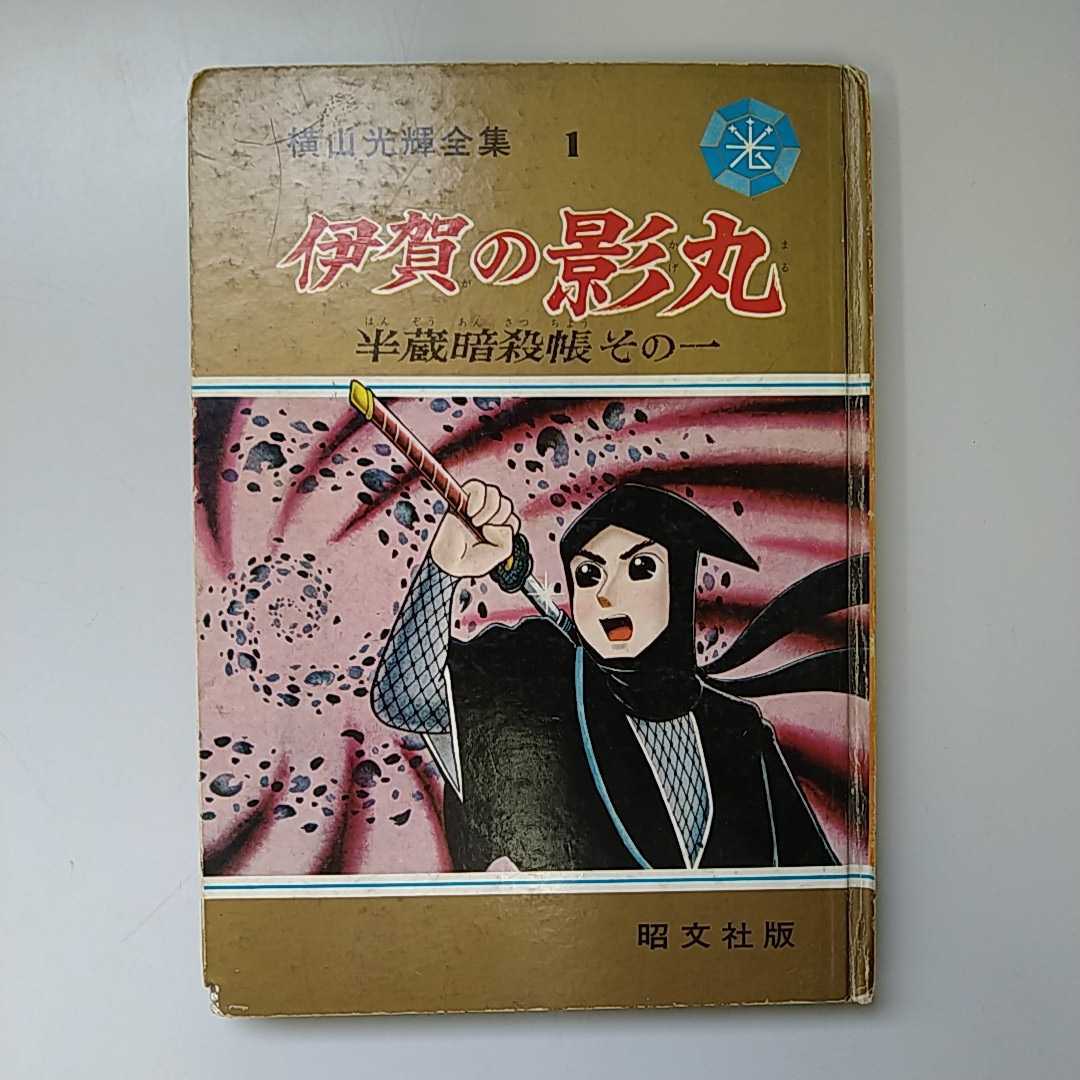 横山光輝全集 1
光
伊賀の影丸
いがかげまる
はんぞうあんさつちょう
半蔵暗殺帳その一
昭文社版